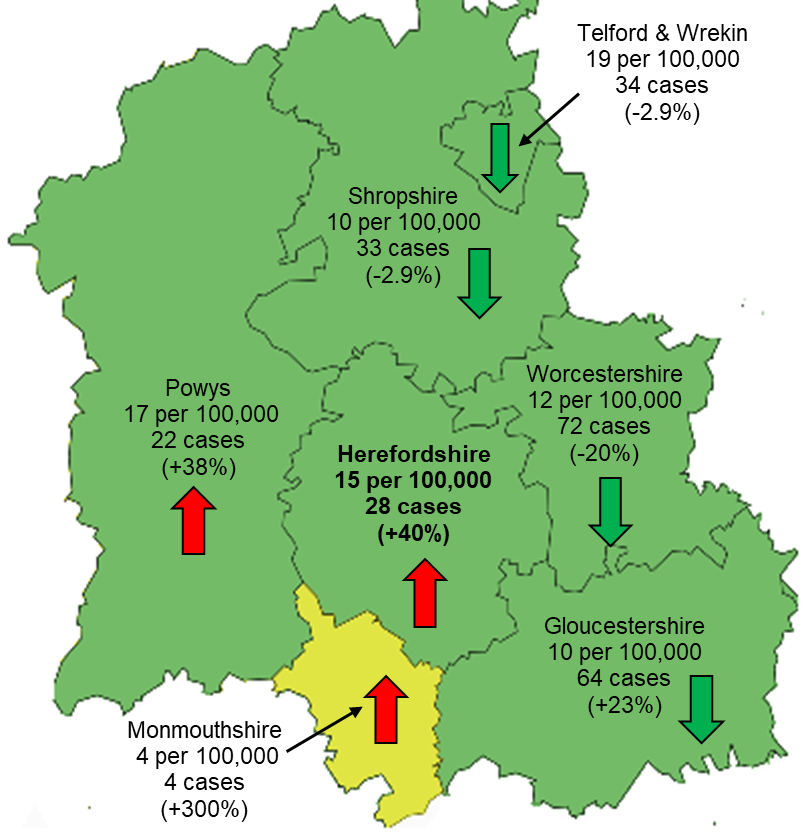 Telford & Wrekin
19 per 100,000
34 cases
(-2.9%)
Shropshire
10 per 100,000
33 cases
(-2.9%)
Powys
17 per 100,000
22 cases
(+38%)
Herefordshire
15 per 100,000
28 cases
(+40%)
Worcestershire
12 per 100,000
72 cases
(-20%)
Gloucestershire
10 per 100,000
64 cases
(+23%)
Monmouthshire
4 per 100,000
4 cases
(+300%)